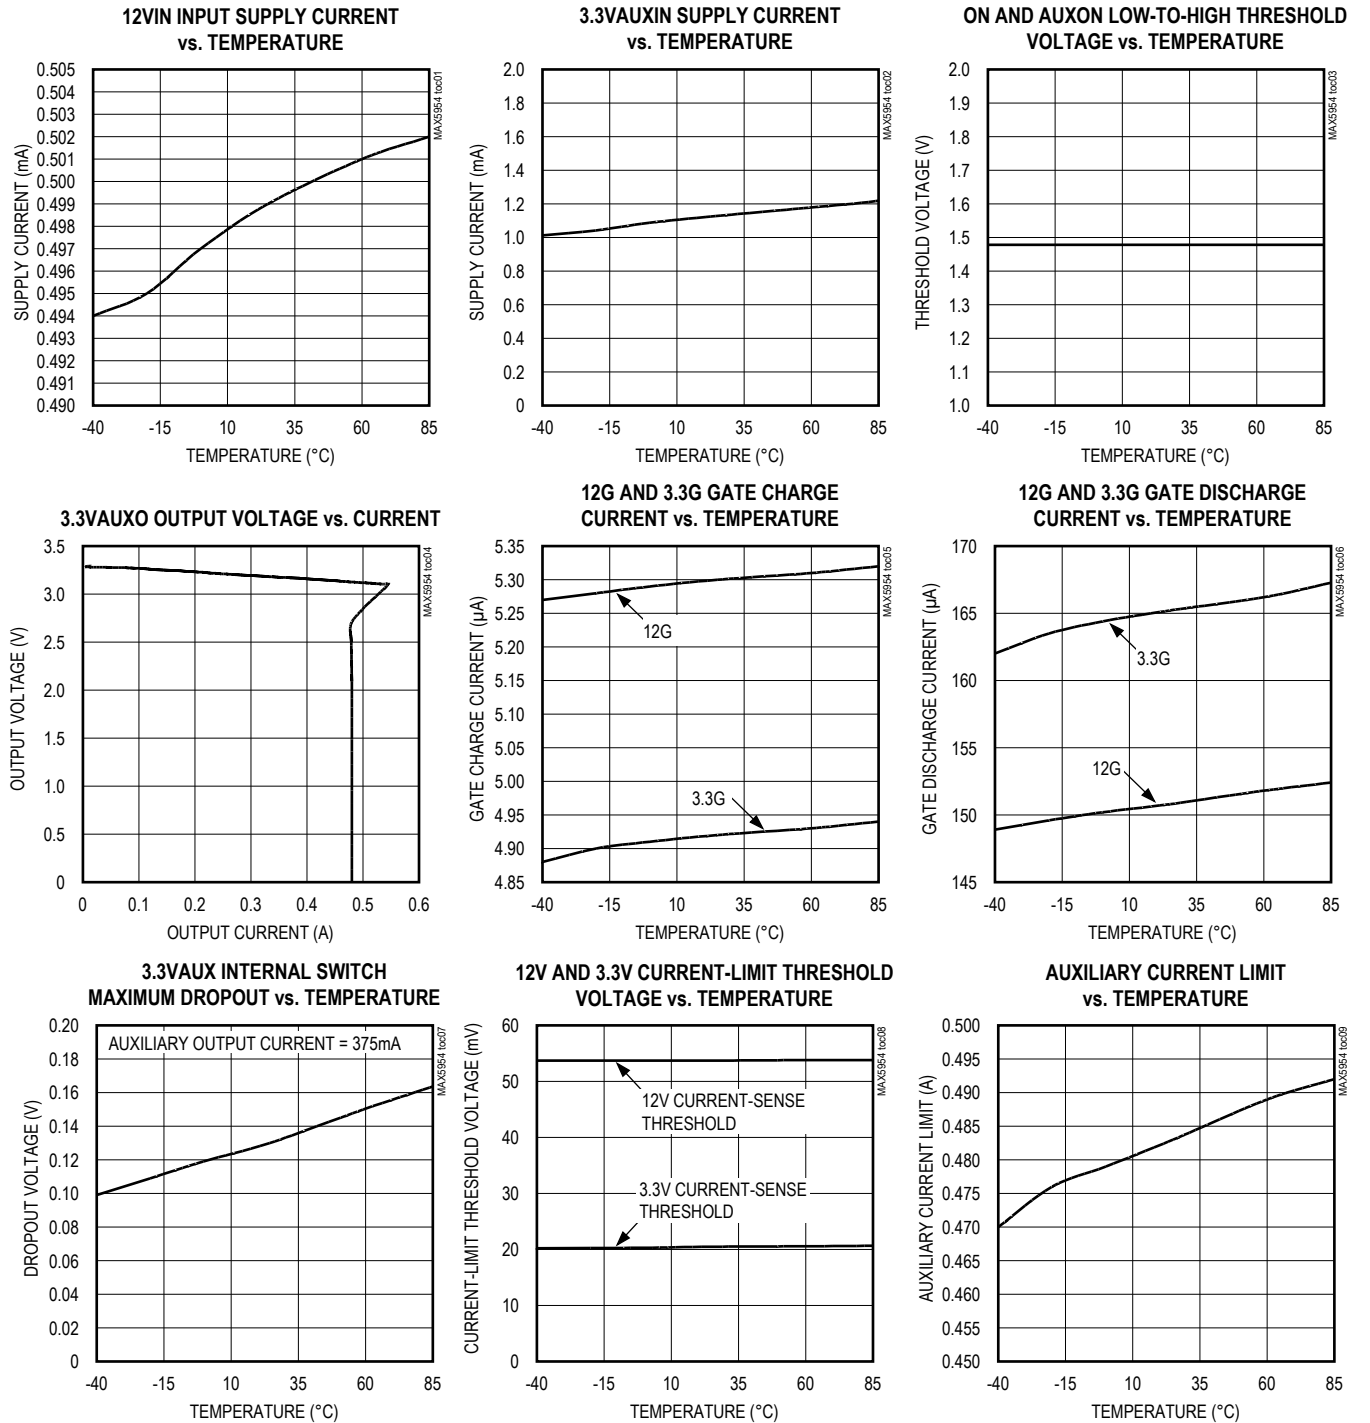 12VIN INPUT SUPPLY CURRENT
vs. TEMPERATURE
0.505
0.504
0.503
0.502
0.501
0.500
0.499
0.498
0.497
0.496
0.495
0.494
0.493
0.492
0.491
0.490
SUPPLY CURRENT (mA)
-40 -15 10 35 60 85
TEMPERATURE (°C)
MAX5954 toc01
3.3VAUXIN SUPPLY CURRENT
vs. TEMPERATURE
2.0
1.8
1.6
1.4
1.2
1.0
0.8
0.6
0.4
0.2
0
SUPPLY CURRENT (mA)
-40 -15 10 35 60 85
TEMPERATURE (°C)
MAX5954 toc02
ON AND AUXON LOW-TO-HIGH THRESHOLD
VOLTAGE vs. TEMPERATURE
2.0
1.9
1.8
1.7
1.6
1.5
1.4
1.3
1.2
1.1
1.0
THRESHOLD VOLTAGE (V)
-40 -15 10 35 60 85
TEMPERATURE (°C)
MAX5954 toc03
3.3VAUXO OUTPUT VOLTAGE vs. CURRENT
3.5
3.0
2.5
2.0
1.5
1.0
0.5
0
OUTPUT VOLTAGE (V)
0 0.1 0.2 0.3 0.4 0.5 0.6
OUTPUT CURRENT (A)
MAX5954 toc04
12G AND 3.3G GATE CHARGE
CURRENT vs. TEMPERATURE
5.35
5.30
5.25
5.20
5.15
5.10
5.05
5.00
4.95
4.90
4.85
GATE CHARGE CURRENT (µA)
12G
3.3G
-40 -15 10 35 60 85
TEMPERATURE (°C)
MAX5954 toc05
12G AND 3.3G GATE DISCHARGE
CURRENT vs. TEMPERATURE
170
165
160
155
150
145
GATE DISCHARGE CURRENT (µA)
3.3G
12G
-40 -15 10 35 60 85
TEMPERATURE (°C)
MAX5954 toc06
3.3VAUX INTERNAL SWITCH
MAXIMUM DROPOUT vs. TEMPERATURE
0.20
0.18
0.16
0.14
0.12
0.10
0.08
0.06
0.04
0.02
0
DROPOUT VOLTAGE (V)
AUXILIARY OUTPUT CURRENT = 375mA
-40 -15 10 35 60 85
TEMPERATURE (°C)
MAX5954 toc07
12V AND 3.3V CURRENT-LIMIT THRESHOLD
VOLTAGE vs. TEMPERATURE
60
50
40
30
20
10
0
CURRENT-LIMIT THRESHOLD VOLTAGE (mV)
12V CURRENT-SENSE
THRESHOLD
3.3V CURRENT-SENSE
THRESHOLD
-40 -15 10 35 60 85
TEMPERATURE (°C)
MAX5954 toc08
AUXILIARY CURRENT LIMIT
vs. TEMPERATURE
0.500
0.495
0.490
0.485
0.480
0.475
0.470
0.465
0.460
0.455
0.450
AUXILIARY CURRENT LIMIT (A)
-40 -15 10 35 60 85
TEMPERATURE (°C)
MAX5954 toc09